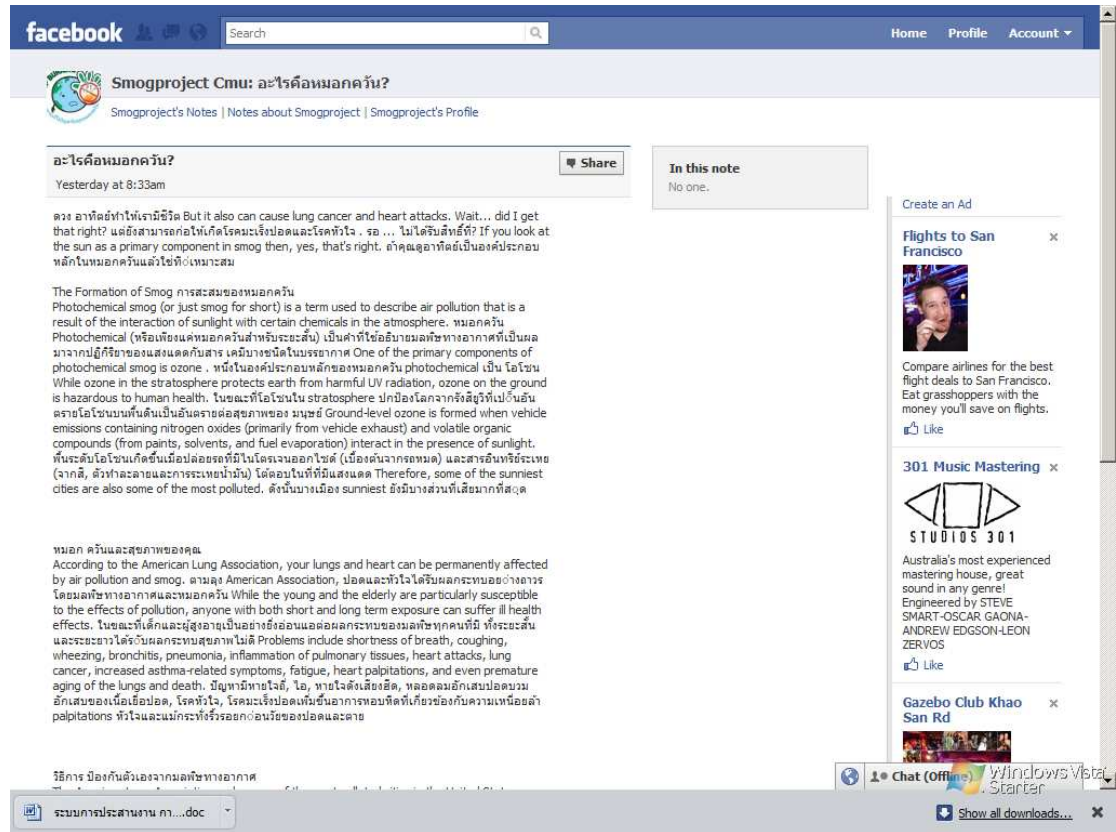 facebook
Search
Home Profile Account
Smogproject Cmu: อะไรคือหมอกควัน?
Smogproject's Notes | Notes about Smogproject | Smogproject's Profile
อะไรคือหมอกควัน?
Share
Yesterday at 8:33am
ดวง อาทิตย์ทําให้เรามีชีวิต But it also can cause lung cancer and heart attacks. Wait... did I get
that right? แต่ยังสามารถก่อให้เกิดโรคมะเร็งปอดและโรคหัวใจ . รอ ... ไม่ได้รับสิทธิ์ที่? If you look at
the sun as a primary component in smog then, yes, that's right. ถ้าคุณดูอาทิตย์เป็นองค์ประกอบ
หลักในหมอกควันแล้วใช่ที่เหมาะสม
The Formation of Smog การสะสมของหมอกควัน
Photochemical smog (or just smog for short) is a term used to describe air pollution that is a
result of the interaction of sunlight with certain chemicals in the atmosphere. หมอกควัน
Photochemical (หรือเพียงแค่หมอกควันสําหรับระยะสั้น) เป็นคําที่ใช้อธิบายมลพิษทางอากาศที่เป็นผล
มาจากปฏิกิริยาของแสงแดดกับสาร เคมีบางชนิดในบรรยากาศ One of the primary components of
photochemical smog is ozone . หนึ่งในองค์ประกอบหลักของหมอกควัน photochemical เป็น โอโซน
While ozone in the stratosphere protects earth from harmful UV radiation, ozone on the ground
is hazardous to human health. ในขณะที่โอโซนใน stratosphere ปกป้องโลกจากรังสียูวีที่เป็นอัน
ตรายโอโซนบนพื้นดินเป็นอันตรายต่อสุขภาพของ มนุษย์ Ground-level ozone is formed when vehicle
emissions containing nitrogen oxides (primarily from vehicle exhaust) and volatile organic
compounds (from paints, solvents, and fuel evaporation) interact in the presence of sunlight.
พื้นระดับโอโซนเกิดขึ้นเมื่อปล่อยรถที่มีไนโตรเจนออกไซด์ (เบื้องต้นจากรถหมด) และสารอินทรีย์ระเหย
(จากสี, ตัวทําละลายและการระเหยน้ํามัน) โต้ตอบในที่ที่มีแสงแดด Therefore, some of the sunniest
cities are also some of the most polluted. ดังนั้นบางเมือง sunniest ยังมีบางส่วนที่เสียมากที่สุด
หมอก ควันและสุขภาพของคุณ
According to the American Lung Association, your lungs and heart can be permanently affected
by air pollution and smog. ตามลุง American Association, ปอดและหัวใจได้รับผลกระทบอย่างถาวร
โดยมลพิษทางอากาศและหมอกควัน While the young and the elderly are particularly susceptible
to the effects of pollution, anyone with both short and long term exposure can suffer ill health
effects. ในขณะที่เด็กและผู้สูงอายุเป็นอย่างยิ่งอ่อนแอต่อผลกระทบของมลพิษทุกคนที่มี ทั้งระยะสั้น
และระยะยาวได้รับผลกระทบสุขภาพไม่ดี Problems include shortness of breath, coughing,
wheezing, bronchitis, pneumonia, inflammation of pulmonary tissues, heart attacks, lung
cancer, increased asthma-related symptoms, fatigue, heart palpitations, and even premature
aging of the lungs and death. ปัญหามีหายใจถี่, ไอ, หายใจดังเสียงฮืด, หลอดลมอักเสบปอดบวม
อักเสบของเนื้อเยื่อปอด, โรคหัวใจ, โรคมะเร็งปอดเพิ่มขึ้นอาการหอบหืดที่เกี่ยวข้องกับความเหนื่อยล้า
palpitations หัวใจและแม้กระทั่งริ้วรอยก่อนวัยของปอดและตาย
วิธีการ ป้องกันตัวเองจากมลพิษทางอากาศ
In this note
No one.
Create an Ad
Flights to San
Francisco
Compare airlines for the best
flight deals to San Francisco.
Eat grasshoppers with the
money you'll save on flights.
Like
301 Music Mastering
STUDIOS 301
Australia's most experienced
mastering house, great
sound in any genre!
Engineered by STEVE
SMART-OSCAR GAONA-
ANDREW EDGSON-LEON
ZERVOS
Like
Gazebo Club Khao
San Rd
Chat (Offline)
Windows Vista
Starter
ระบบการประสานงาน กา....doc
Show all downloads...